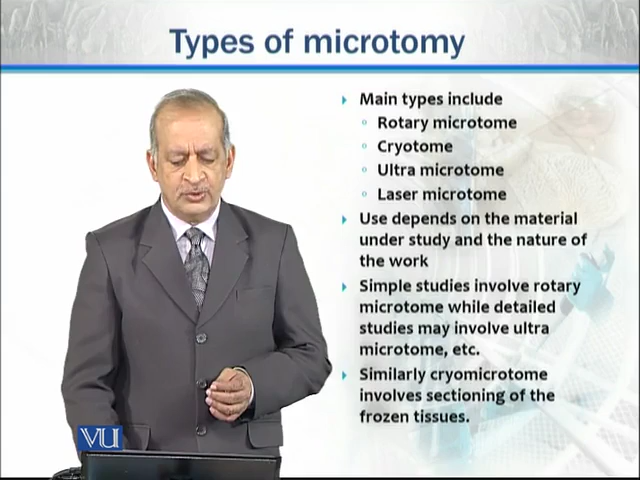 Types of microtomy
Main types include
Rotary microtome
Cryotome
Ultra microtome
Laser microtome
Use depends on the material
under study and the nature of
the work
Simple studies involve rotary
microtome while detailed
studies may involve ultra
microtome, etc.
Similarly cryomicrotome
involves sectioning of the
frozen tissues.
VU